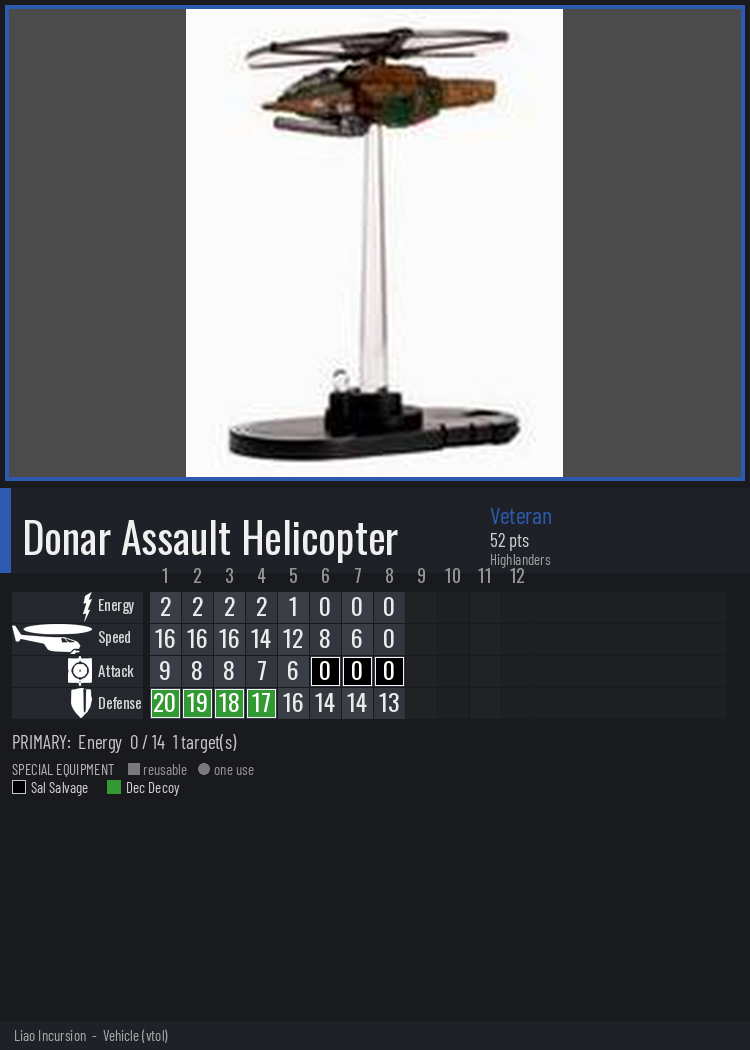 Donar Assault Helicopter
Veteran
52 pts
Highlanders
1 2 3 4 5 6 7 8 9 10 11 12
Energy 2 2 2 2 1 0 0 0
Speed 16 16 16 14 12 8 6 0
Attack 9 8 8 7 6 0 0 0
Defense 20 19 18 17 16 14 14 13
PRIMARY: Energy 0 / 14 1 target(s)
SPECIAL EQUIPMENT reusable one use
Sal Salvage Dec Decoy
Liao Incursion - Vehicle (vtol)